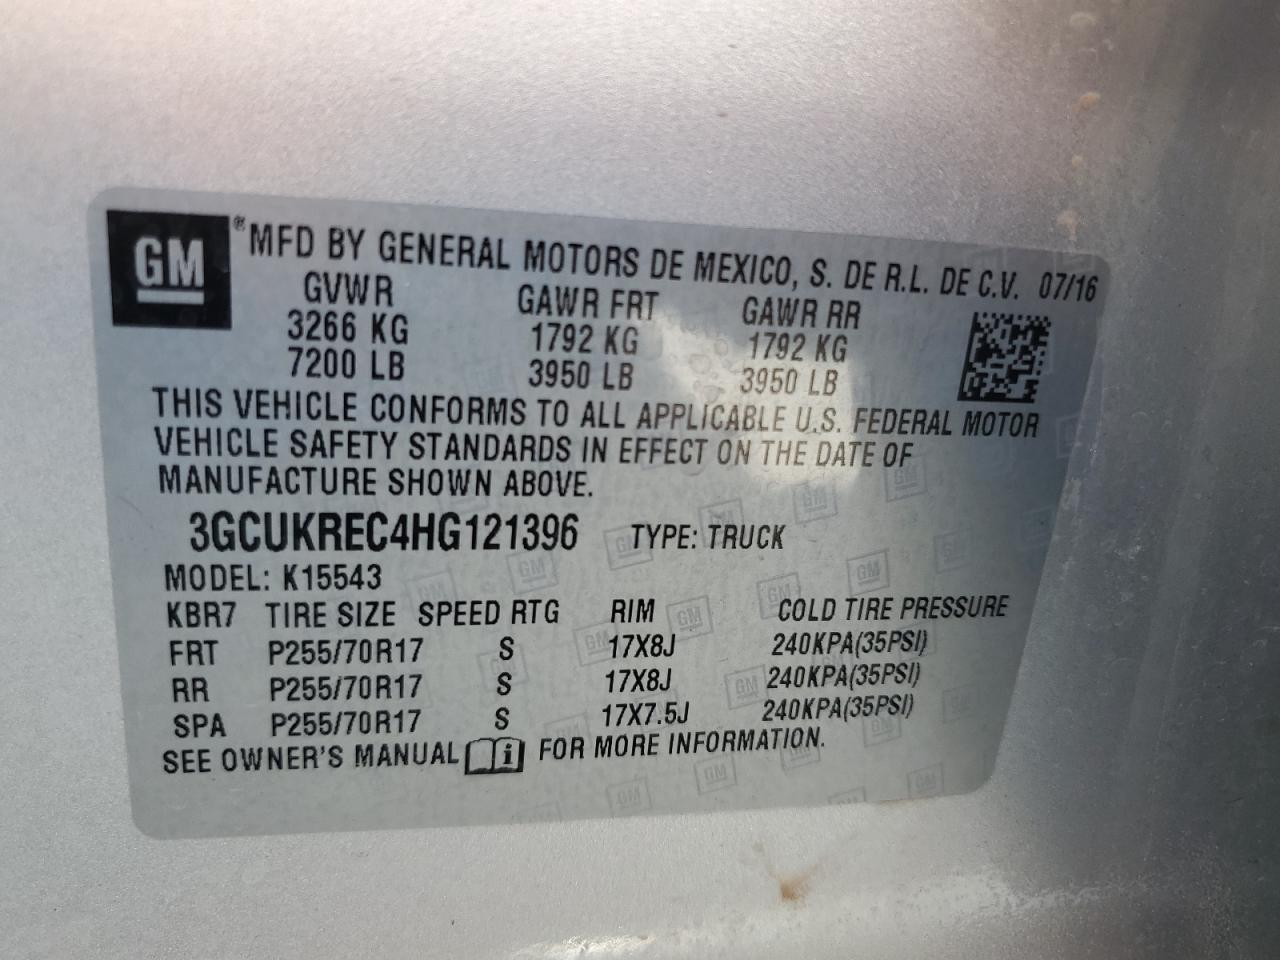 GM ® MFD BY GENERAL MOTORS DE MEXICO, S. DE R.L. DE C.V. 07/16
GVWR GAWR FRT GAWR RR
3266 KG 1792 KG 1792 KG
7200 LB 3950 LB 3950 LB
THIS VEHICLE CONFORMS TO ALL APPLICABLE U.S. FEDERAL MOTOR
VEHICLE SAFETY STANDARDS IN EFFECT ON THE DATE OF
MANUFACTURE SHOWN ABOVE.
3GCUKREC4HG121396 TYPE: TRUCK
MODEL: K15543
KBR7 TIRE SIZE SPEED RTG RIM COLD TIRE PRESSURE
FRT P255/70R17 S 17X8J 240KPA(35PSI)
RR P255/70R17 S 17X8J 240KPA(35PSI)
SPA P255/70R17 S 17X7.5J 240KPA(35PSI)
SEE OWNER'S MANUAL i FOR MORE INFORMATION.